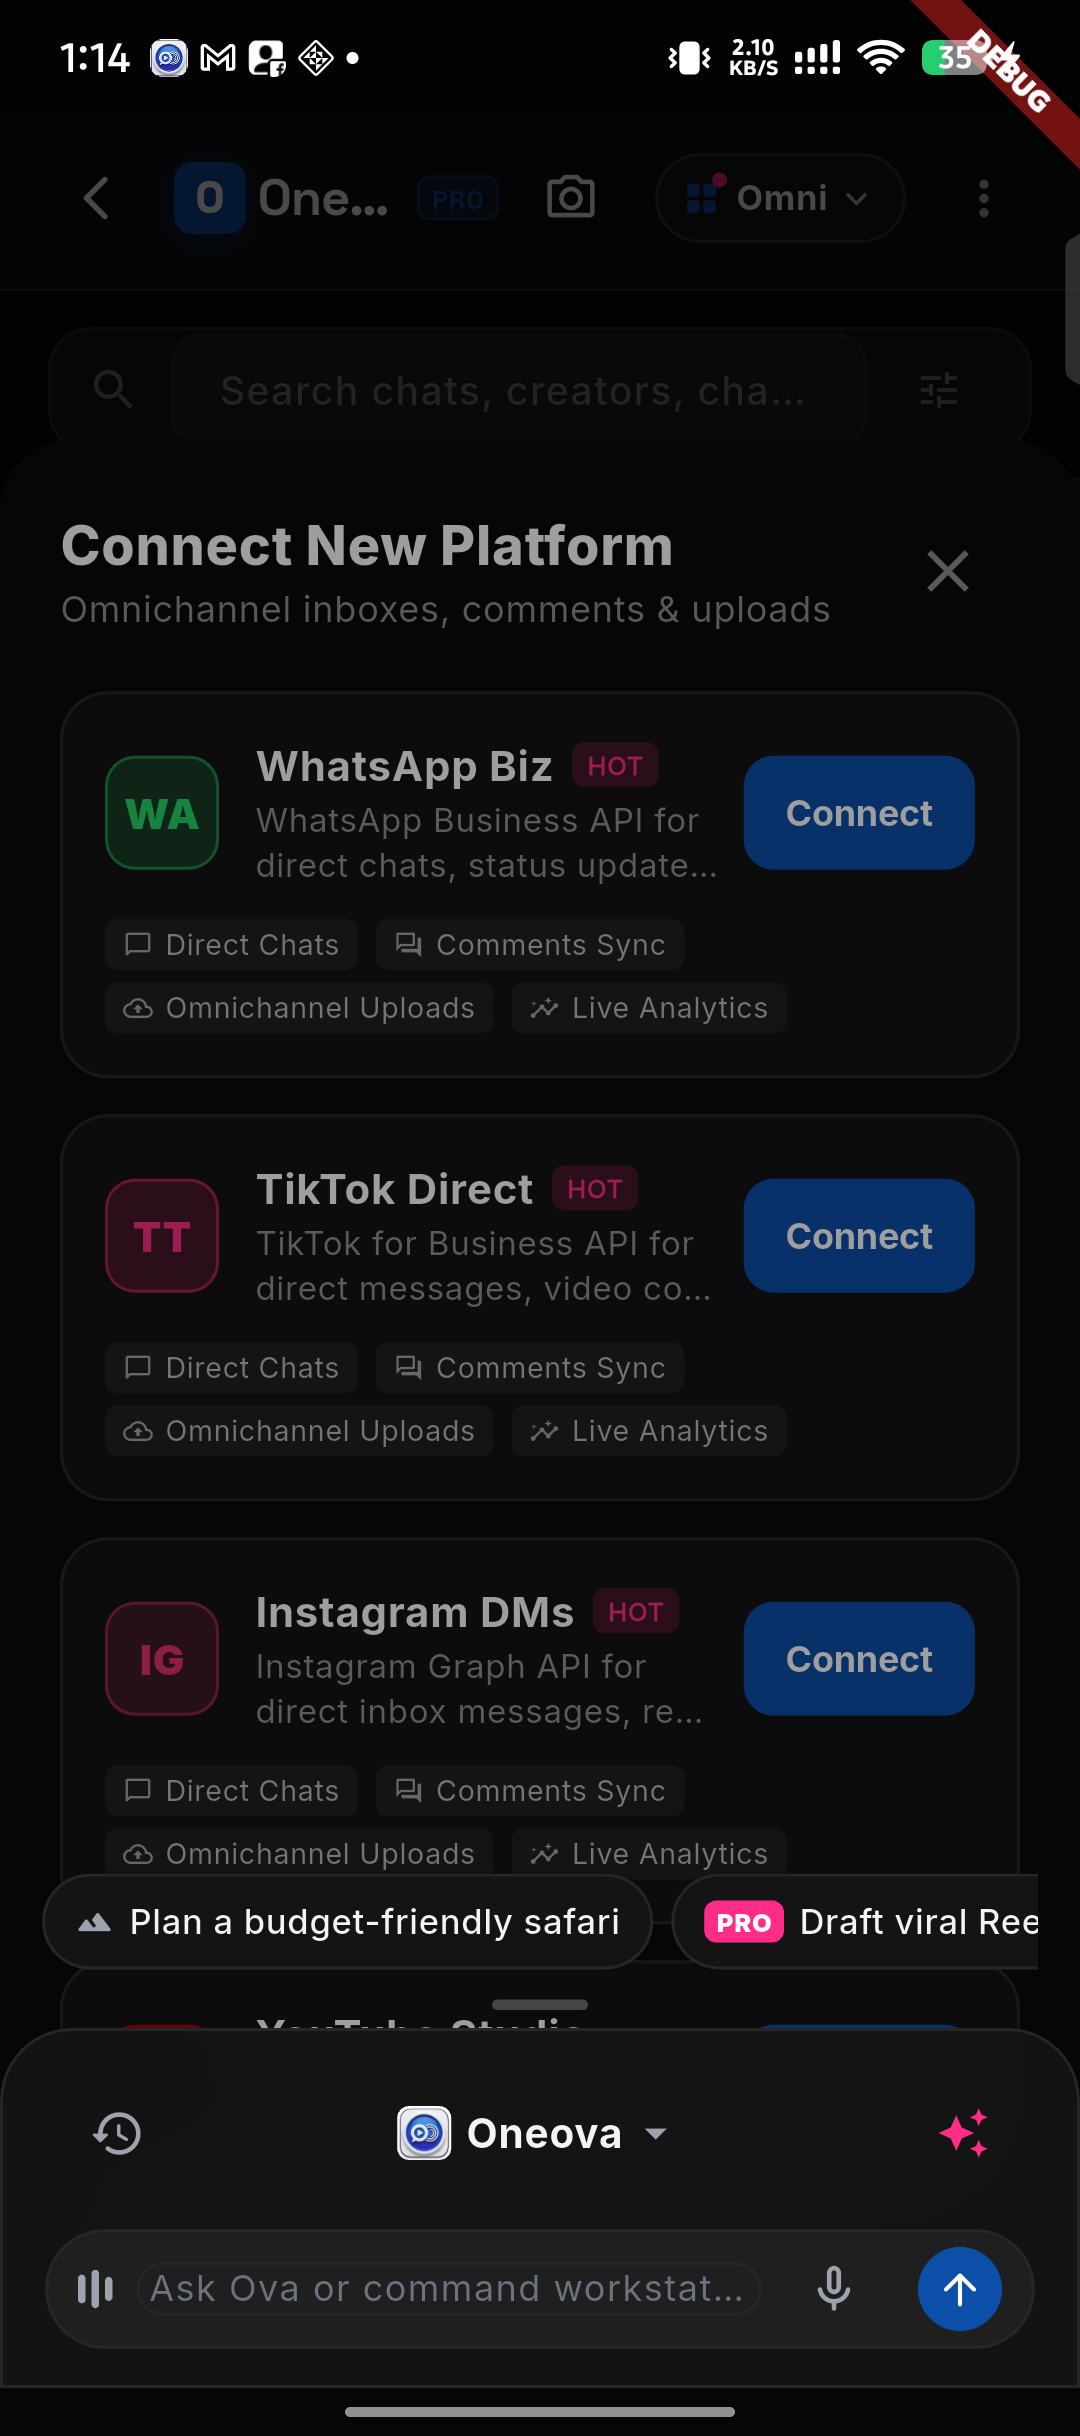 1:14
2.10
KB/S
35
DEBUG
O One... PRO Omni
Search chats, creators, cha...
Connect New Platform
Omnichannel inboxes, comments & uploads
WA
WhatsApp Biz HOT
WhatsApp Business API for
direct chats, status update...
Connect
Direct Chats
Comments Sync
Omnichannel Uploads
Live Analytics
TT
TikTok Direct HOT
TikTok for Business API for
direct messages, video co...
Connect
Direct Chats
Comments Sync
Omnichannel Uploads
Live Analytics
IG
Instagram DMs HOT
Instagram Graph API for
direct inbox messages, re...
Connect
Direct Chats
Comments Sync
Omnichannel Uploads
Live Analytics
Plan a budget-friendly safari
PRO Draft viral Ree
YouTube Studio
Oneova
Ask Ova or command workstat...